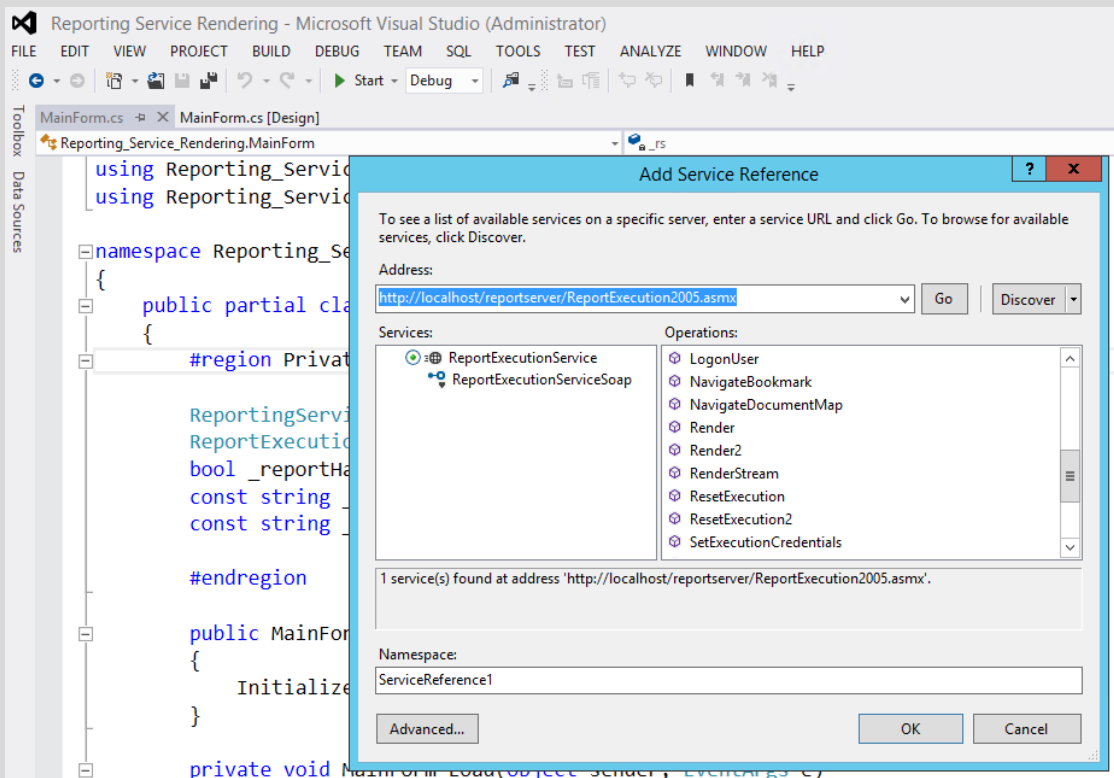 Reporting Service Rendering - Microsoft Visual Studio (Administrator)
FILE EDIT VIEW PROJECT BUILD DEBUG TEAM SQL TOOLS TEST ANALYZE WINDOW HELP
Start Debug
Toolbox
Data Sources
MainForm.cs MainForm.cs [Design]
Reporting_Service_Rendering.MainForm _rs
using Reporting_Servic
using Reporting_Servic
namespace Reporting_Se
{
public partial cla
{
#region Privat
ReportingServi
ReportExecutio
bool _reportHa
const string _
const string _
#endregion
public MainFor
{
Initialize
}
private void MainForm_Load(object sender, EventArgs e)
Add Service Reference
? x
To see a list of available services on a specific server, enter a service URL and click Go. To browse for available
services, click Discover.
Address:
http://localhost/reportserver/ReportExecution2005.asmx Go Discover
Services:
ReportExecutionService
ReportExecutionServiceSoap
Operations:
LogonUser
NavigateBookmark
NavigateDocumentMap
Render
Render2
RenderStream
ResetExecution
ResetExecution2
SetExecutionCredentials
1 service(s) found at address 'http://localhost/reportserver/ReportExecution2005.asmx'.
Namespace:
ServiceReference1
Advanced... OK Cancel